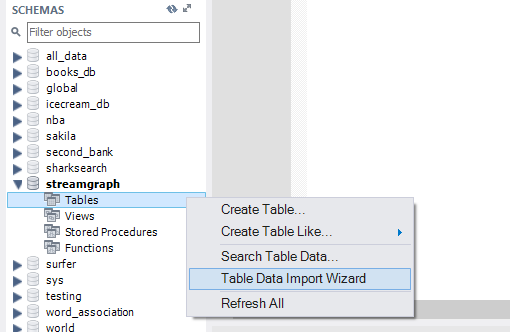 SCHEMAS
Filter objects
all_data
books_db
global
icecream_db
nba
sakila
second_bank
sharksearch
streamgraph
Tables
Views
Stored Procedures
Functions
surfer
sys
testing
word_association
world
Create Table...
Create Table Like...
Search Table Data...
Table Data Import Wizard
Refresh All